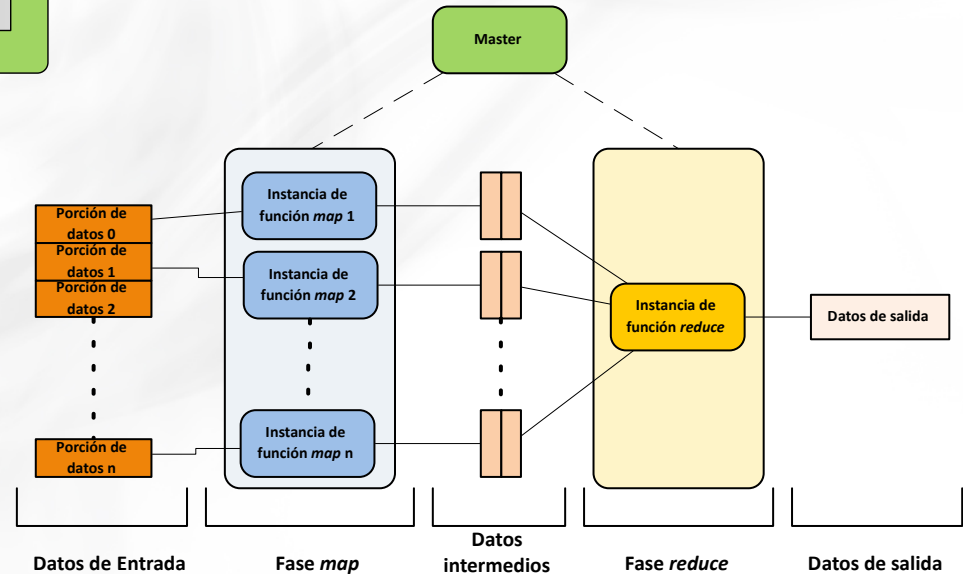 Master
Instancia de
función map 1
Porción de
datos 0
Porción de
datos 1
Porción de
datos 2
Instancia de
función map 2
Instancia de
función reduce
Datos de salida
Instancia de
función map n
Porción de
datos n
Datos de Entrada
Fase map
Datos
intermedios
Fase reduce
Datos de salida